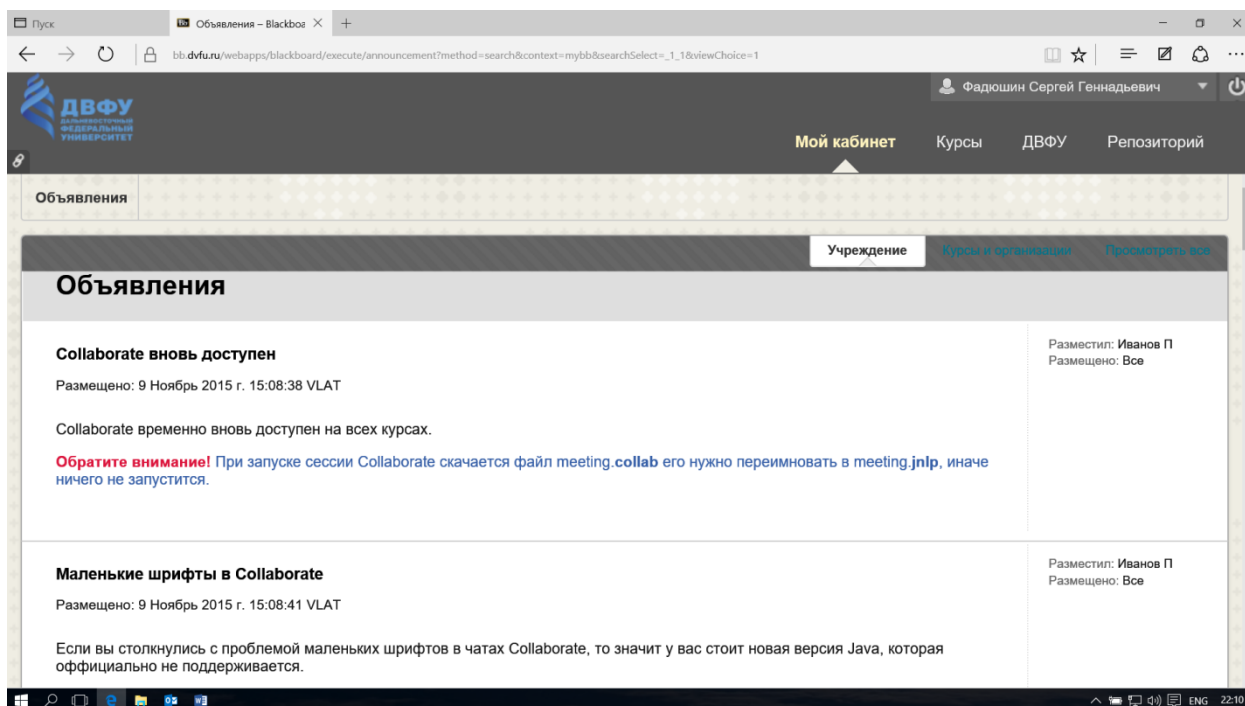 Пуск
Объявления – Blackboa
bb.dvfu.ru/webapps/blackboard/execute/announcement?method=search&context=mybb&searchSelect=_1_1&viewChoice=1
Фадюшин Сергей Геннадьевич
ДВФУ
ДАЛЬНЕВОСТОЧНЫЙ
ФЕДЕРАЛЬНЫЙ
УНИВЕРСИТЕТ
Мой кабинет Курсы ДВФУ Репозиторий
Объявления
Учреждение Курсы и организации Просмотреть все
Объявления
Collaborate вновь доступен
Разместил: Иванов П
Размещено: Все
Размещено: 9 Ноябрь 2015 г. 15:08:38 VLAT
Collaborate временно вновь доступен на всех курсах.
Обратите внимание! При запуске сессии Collaborate скачается файл meeting.collab его нужно переимновать в meeting.jnlp, иначе
ничего не запустится.
Маленькие шрифты в Collaborate
Разместил: Иванов П
Размещено: Все
Размещено: 9 Ноябрь 2015 г. 15:08:41 VLAT
Если вы столкнулись с проблемой маленьких шрифтов в чатах Collaborate, то значит у вас стоит новая версия Java, которая
оффициально не поддерживается.
ENG 22:10